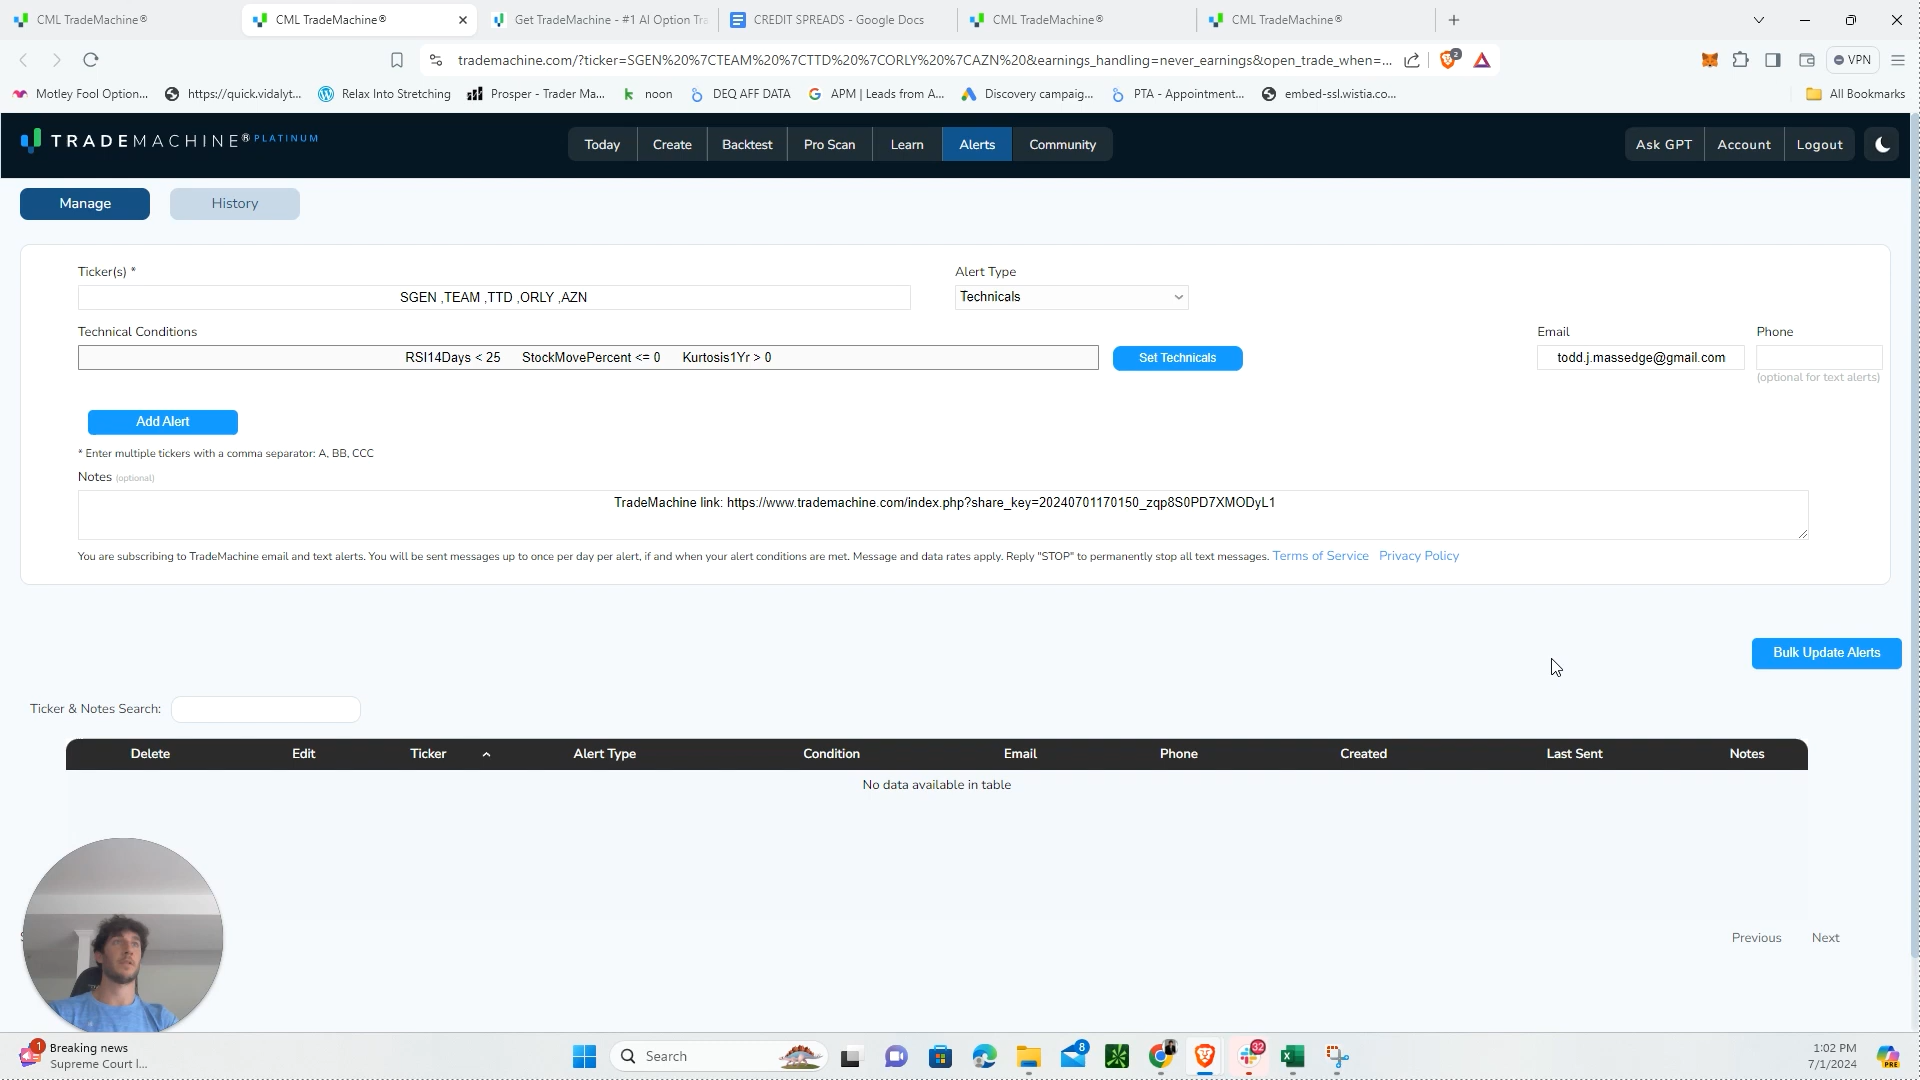 CML TradeMachine®
CML TradeMachine®
Get TradeMachine - #1 AI Option Tra
CREDIT SPREADS - Google Docs
CML TradeMachine®
CML TradeMachine®
trademachine.com/?ticker=SGEN%20%7CTEAM%20%7CTTD%20%7CORLY%20%7CAZN%20&earnings_handling=never_earnings&open_trade_when=...
2
VPN
Motley Fool Option...
https://quick.vidalyt...
Relax Into Stretching
Prosper - Trader Ma...
noon
DEQ AFF DATA
APM | Leads from A...
Discovery campaig...
PTA - Appointment...
embed-ssl.wistia.co...
All Bookmarks
TRADEMACHINE® PLATINUM
Today
Create
Backtest
Pro Scan
Learn
Alerts
Community
Ask GPT
Account
Logout
Manage
History
Ticker(s) *
Alert Type
SGEN ,TEAM ,TTD ,ORLY ,AZN
Technicals
Technical Conditions
Email
Phone
RSI14Days < 25 StockMovePercent <= 0 Kurtosis1Yr > 0
Set Technicals
todd.j.massedge@gmail.com
(optional for text alerts)
Add Alert
* Enter multiple tickers with a comma separator: A, BB, CCC
Notes (optional)
TradeMachine link: https://www.trademachine.com/index.php?share_key=20240701170150_zqp8S0PD7XMODyL1
You are subscribing to TradeMachine email and text alerts. You will be sent messages up to once per day per alert, if and when your alert conditions are met. Message and data rates apply. Reply "STOP" to permanently stop all text messages. Terms of Service Privacy Policy
Bulk Update Alerts
Ticker & Notes Search:
Delete
Edit
Ticker
Alert Type
Condition
Email
Phone
Created
Last Sent
Notes
No data available in table
Previous
Next
1
Breaking news
Supreme Court l...
Search
8
32
1:02 PM
7/1/2024
PRE